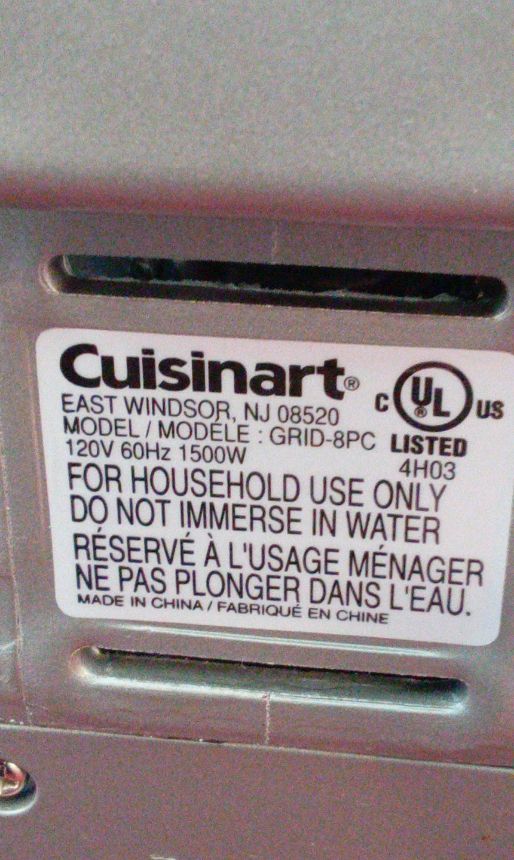 Cuisinart®
EAST WINDSOR, NJ 08520
MODEL / MODÈLE : GRID-8PC
120V 60Hz 1500W
C UL® US
LISTED
4H03
FOR HOUSEHOLD USE ONLY
DO NOT IMMERSE IN WATER
RÉSERVÉ À L'USAGE MÉNAGER
NE PAS PLONGER DANS L'EAU.
MADE IN CHINA / FABRIQUÉ EN CHINE